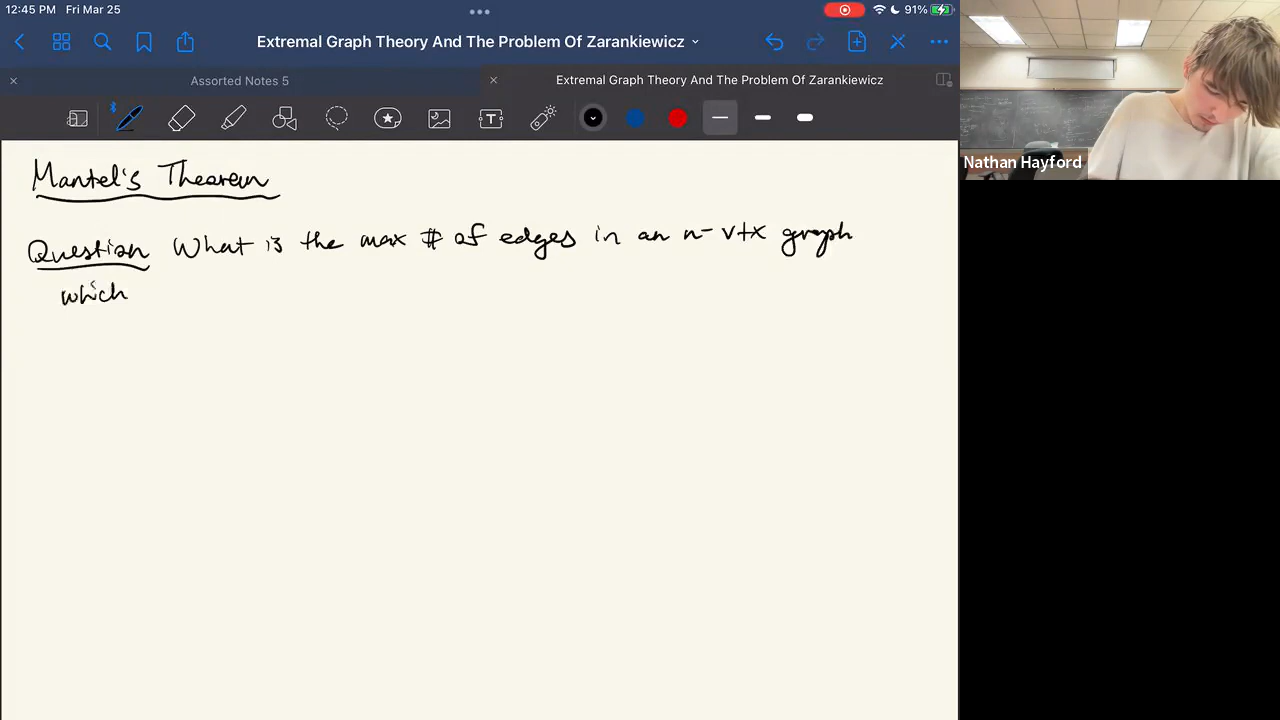 12:45 PM Fri Mar 25
91%
Extremal Graph Theory And The Problem Of Zarankiewicz
Assorted Notes 5
Extremal Graph Theory And The Problem Of Zarankiewicz
T
Nathan Hayford
Mantel's Theorem
Question What is the max # of edges in an n-vtx graph
which